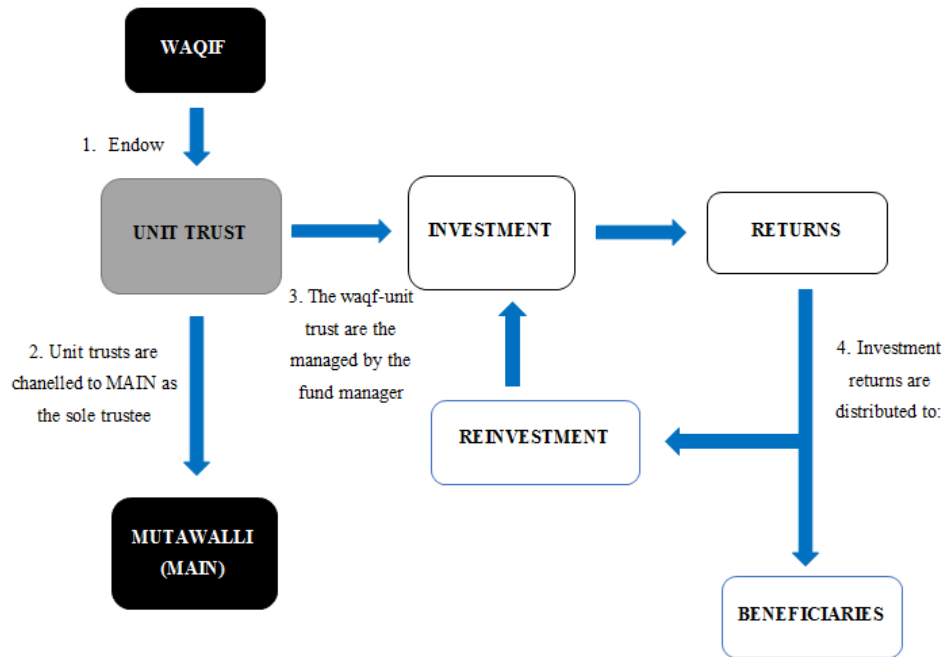 WAQIF
1. Endow
UNIT TRUST
INVESTMENT
RETURNS
3. The waqf-unit
trust are the
managed by the
fund manager
2. Unit trusts are
chanelled to MAIN as
the sole trustee
4. Investment
returns are
distributed to:
REINVESTMENT
MUTAWALLI
(MAIN)
BENEFICIARIES